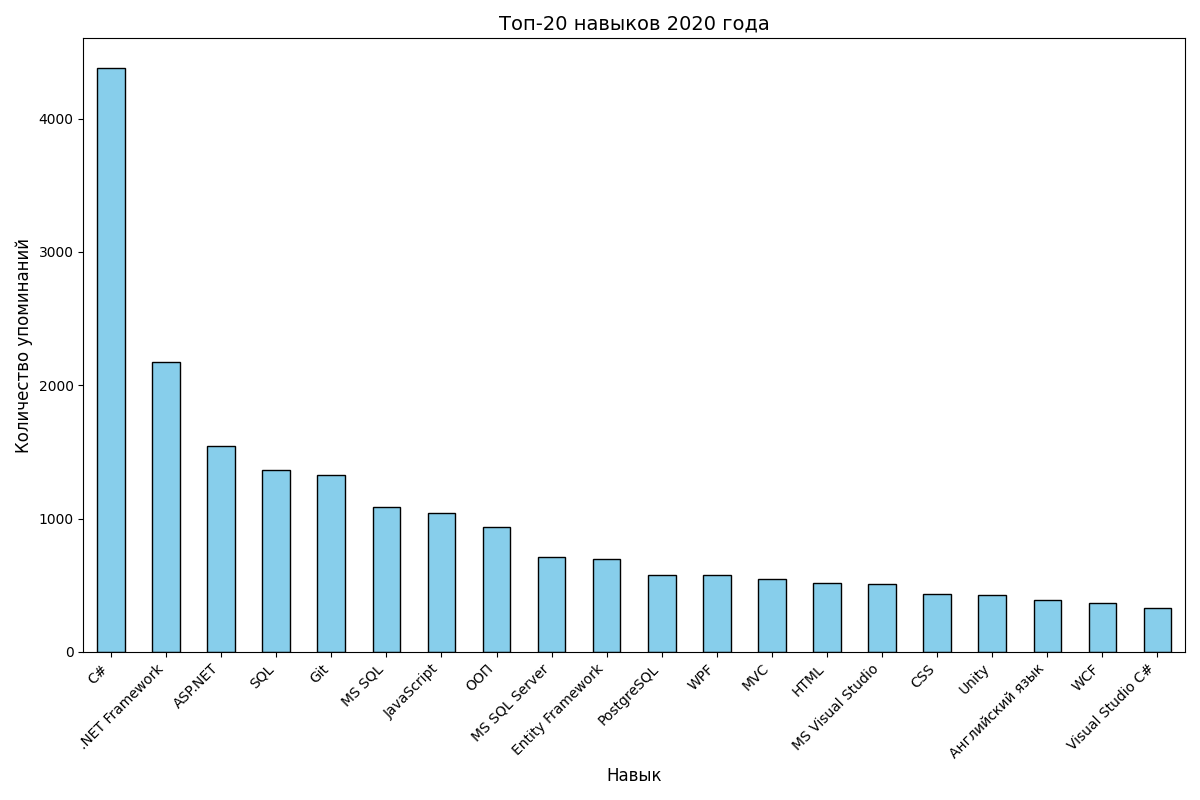 Топ-20 навыков 2020 года
Количество упоминаний
4000
3000
2000
1000
0
C#
.NET Framework
ASP.NET
SQL
Git
MS SQL
JavaScript
ООП
MS SQL Server
Entity Framework
PostgreSQL
WPF
MVC
HTML
MS Visual Studio
CSS
Unity
Английский язык
WCF
Visual Studio C#
Навык